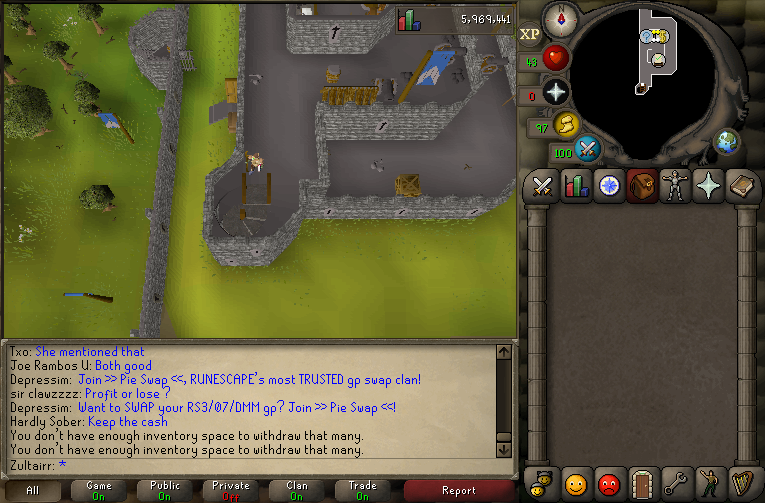 5,969,441
XP
43
0
97
100
Txo: She mentioned that
Joe Rambos U: Both good
Depressim: Join >> Pie Swap <<, RUNESCAPE's most TRUSTED gp swap clan!
sir clawzzzz: Profit or lose ?
Depressim: Want to SWAP your RS3/07/DMM gp? Join >> Pie Swap <<!
Hardly Sober: Keep the cash
You don't have enough inventory space to withdraw that many.
You don't have enough inventory space to withdraw that many.
Zultairr: *
All
Game
On
Public
On
Private
Off
Clan
On
Trade
On
Report